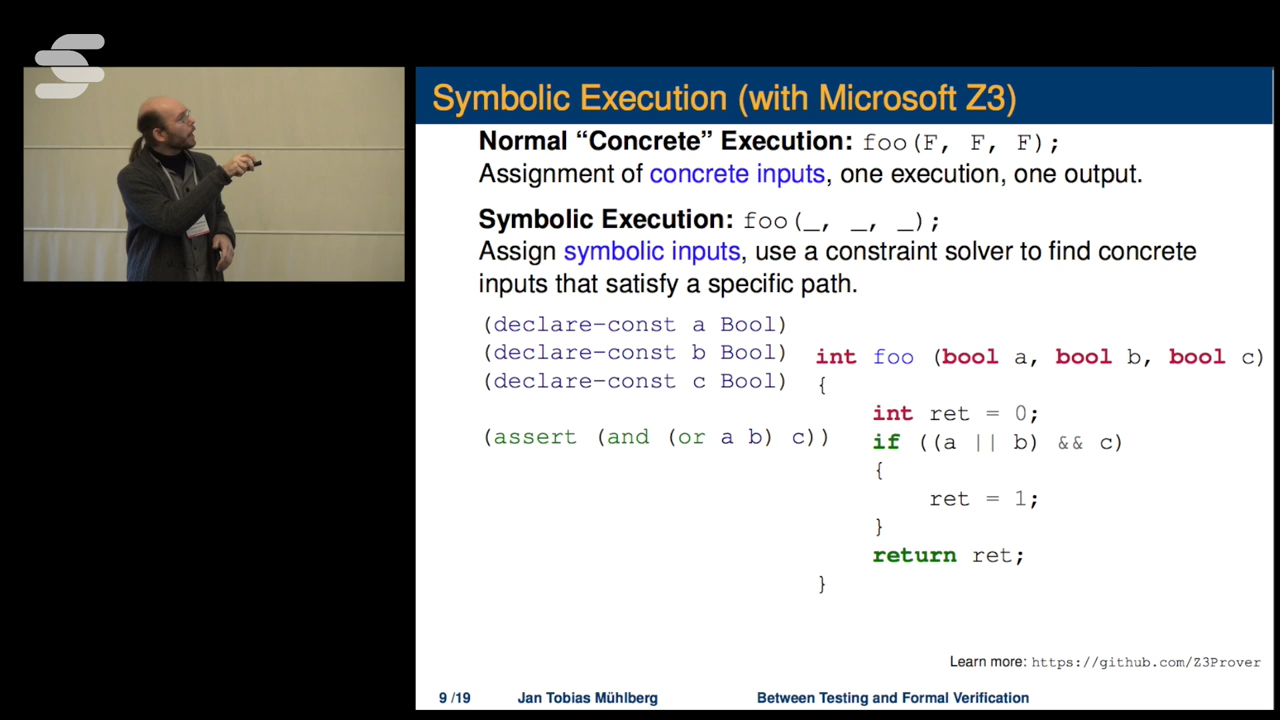 Symbolic Execution (with Microsoft Z3)
Normal “Concrete” Execution: foo(F, F, F);
Assignment of concrete inputs, one execution, one output.
Symbolic Execution: foo(_, _, _);
Assign symbolic inputs, use a constraint solver to find concrete
inputs that satisfy a specific path.
(declare-const a Bool)
(declare-const b Bool)
(declare-const c Bool)
(assert (and (or a b) c))
int foo (bool a, bool b, bool c)
{
int ret = 0;
if ((a || b) && c)
{
ret = 1;
}
return ret;
}
Learn more: https://github.com/Z3Prover
9 /19 Jan Tobias Mühlberg Between Testing and Formal Verification